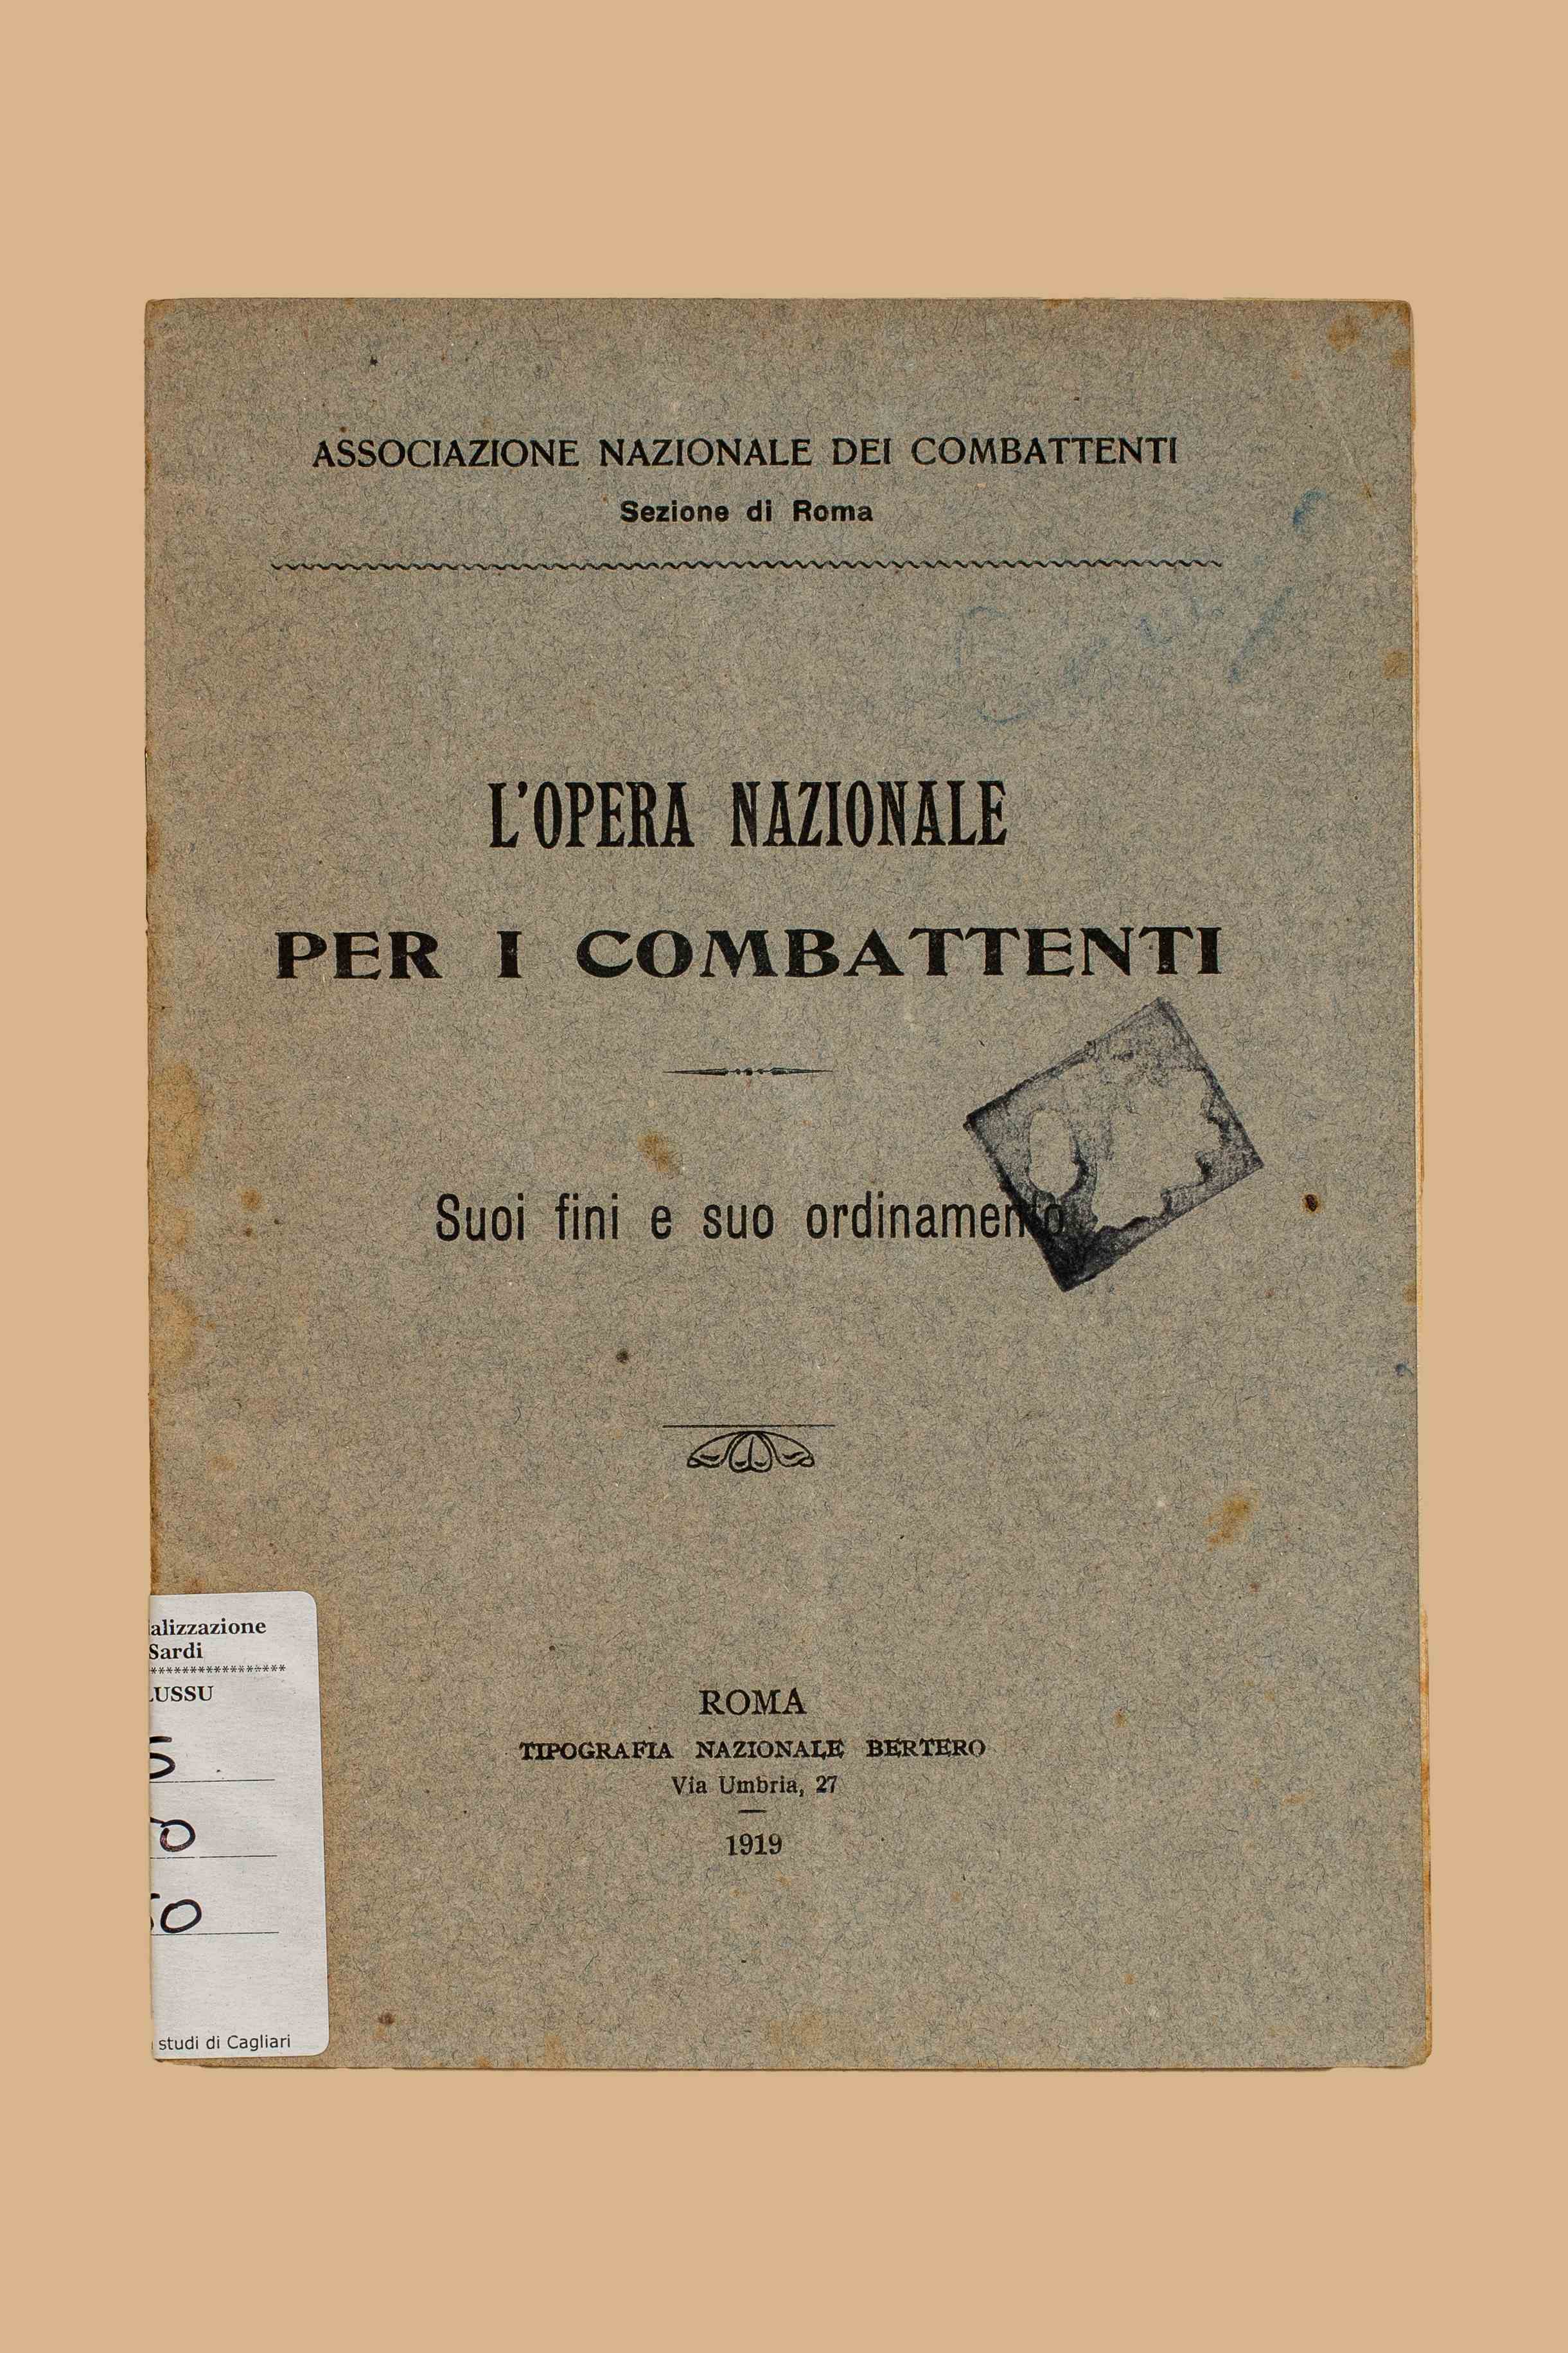 ASSOCIAZIONE NAZIONALE DEI COMBATTENTI
Sezione di Roma
L'OPERA NAZIONALE
PER I COMBATTENTI
Suoi fini e suo ordinamento
ROMA
TIPOGRAFIA NAZIONALE BERTERO
Via Umbria, 27
1919
alizzazione
Sardi
*****************
LUSSU
studi di Cagliari